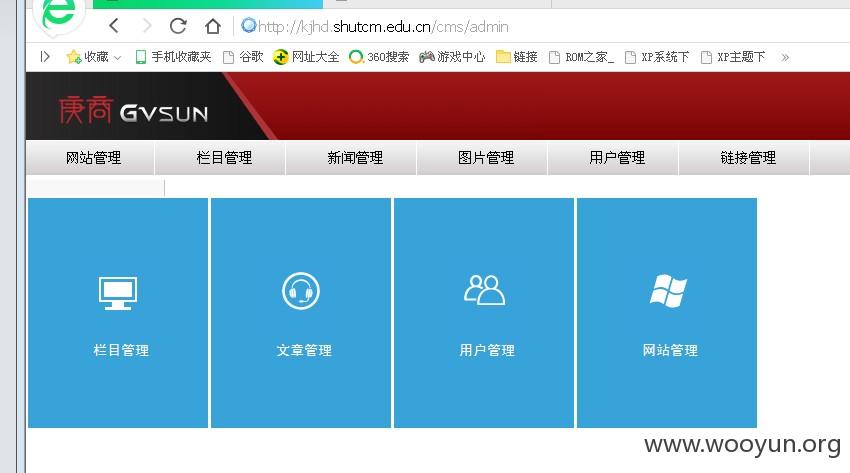 http://kjhd.shutcm.edu.cn/cms/admin
收藏 手机收藏夹 谷歌 网址大全 360搜索 游戏中心 链接 ROM之家_ XP系统下 XP主题下 »
庚商 GVSUN
网站管理 栏目管理 新闻管理 图片管理 用户管理 链接管理
栏目管理 文章管理 用户管理 网站管理
www.wooyun.org